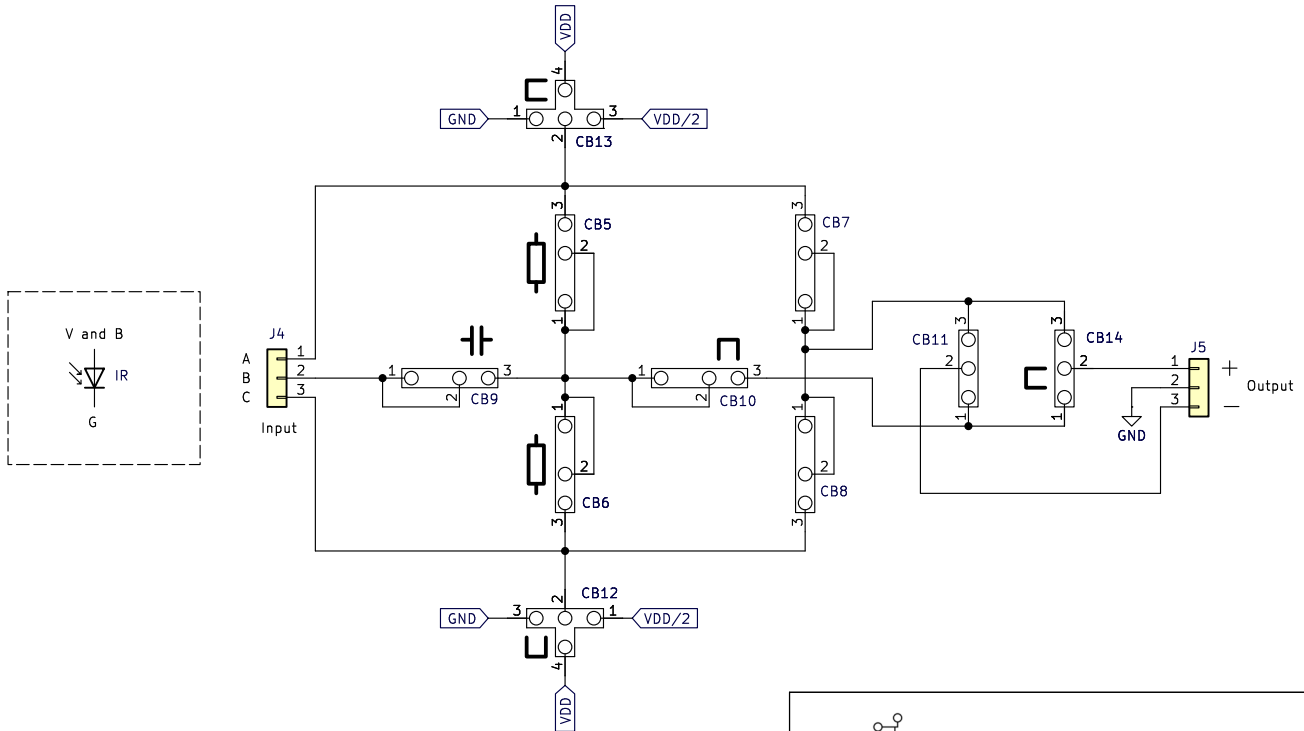 VDD
4
GND 1 3 VDD/2
2 CB13
3 CB5 3 CB7
2 2
1 1
V and B
IR
G
J4
A 1
B 2
C 3
Input
1 3
2 CB9
1 3
2 CB10
CB11 3 3 CB14
2 2
1 1
J5
1 +
2 Output
3 —
GND
1 1
2 2
CB6 CB8
3 3
CB12
2
GND 3 1 VDD/2
4
VDD